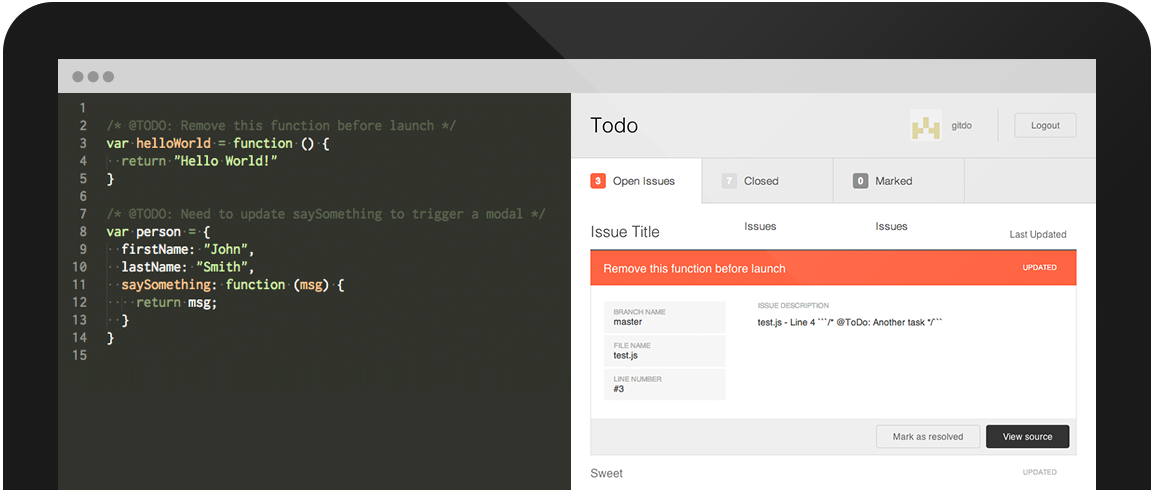 1
2 /* @TODO: Remove this function before launch */
3 var helloWorld = function () {
4 return "Hello World!"
5 }
6
7 /* @TODO: Need to update saySomething to trigger a modal */
8 var person = {
9 firstName: "John",
10 lastName: "Smith",
11 saySomething: function (msg) {
12 return msg;
13 }
14 }
15
Todo
gitdo
Logout
3 Open Issues
7 Closed
0 Marked
Issue Title
Issues
Issues
Last Updated
Remove this function before launch
UPDATED
BRANCH NAME
master
FILE NAME
test.js
LINE NUMBER
#3
ISSUE DESCRIPTION
test.js - Line 4 ```/* @ToDo: Another task */```
Mark as resolved
View source
Sweet
UPDATED